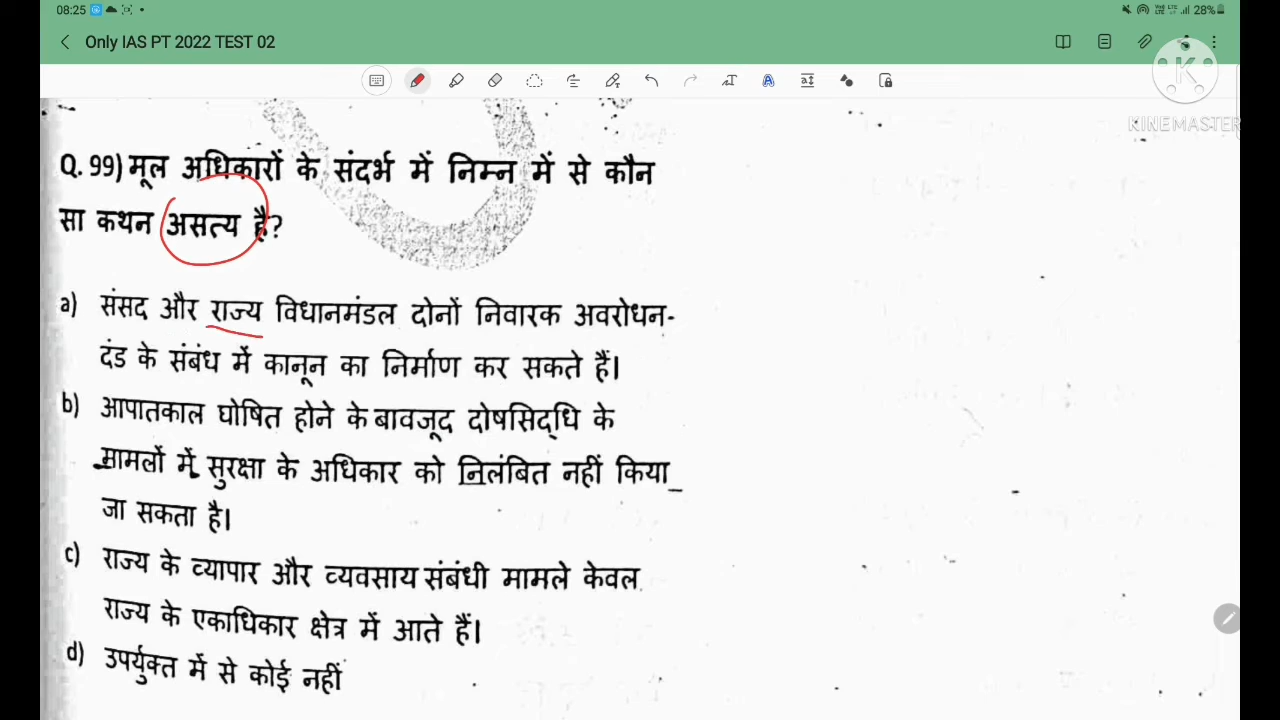 08:25
28%
Only IAS PT 2022 TEST 02
KINEMASTER
Q. 99) मूल अधिकारों के संदर्भ में निम्न में से कौन
सा कथन असत्य है?
a) संसद और राज्य विधानमंडल दोनों निवारक अवरोधन-
दंड के संबंध में कानून का निर्माण कर सकते हैं।
b) आपातकाल घोषित होने के बावजूद दोषसिद्धि के
मामलों में सुरक्षा के अधिकार को निलंबित नहीं किया
जा सकता है।
c) राज्य के व्यापार और व्यवसाय संबंधी मामले केवल
राज्य के एकाधिकार क्षेत्र में आते हैं।
d) उपर्युक्त में से कोई नहीं